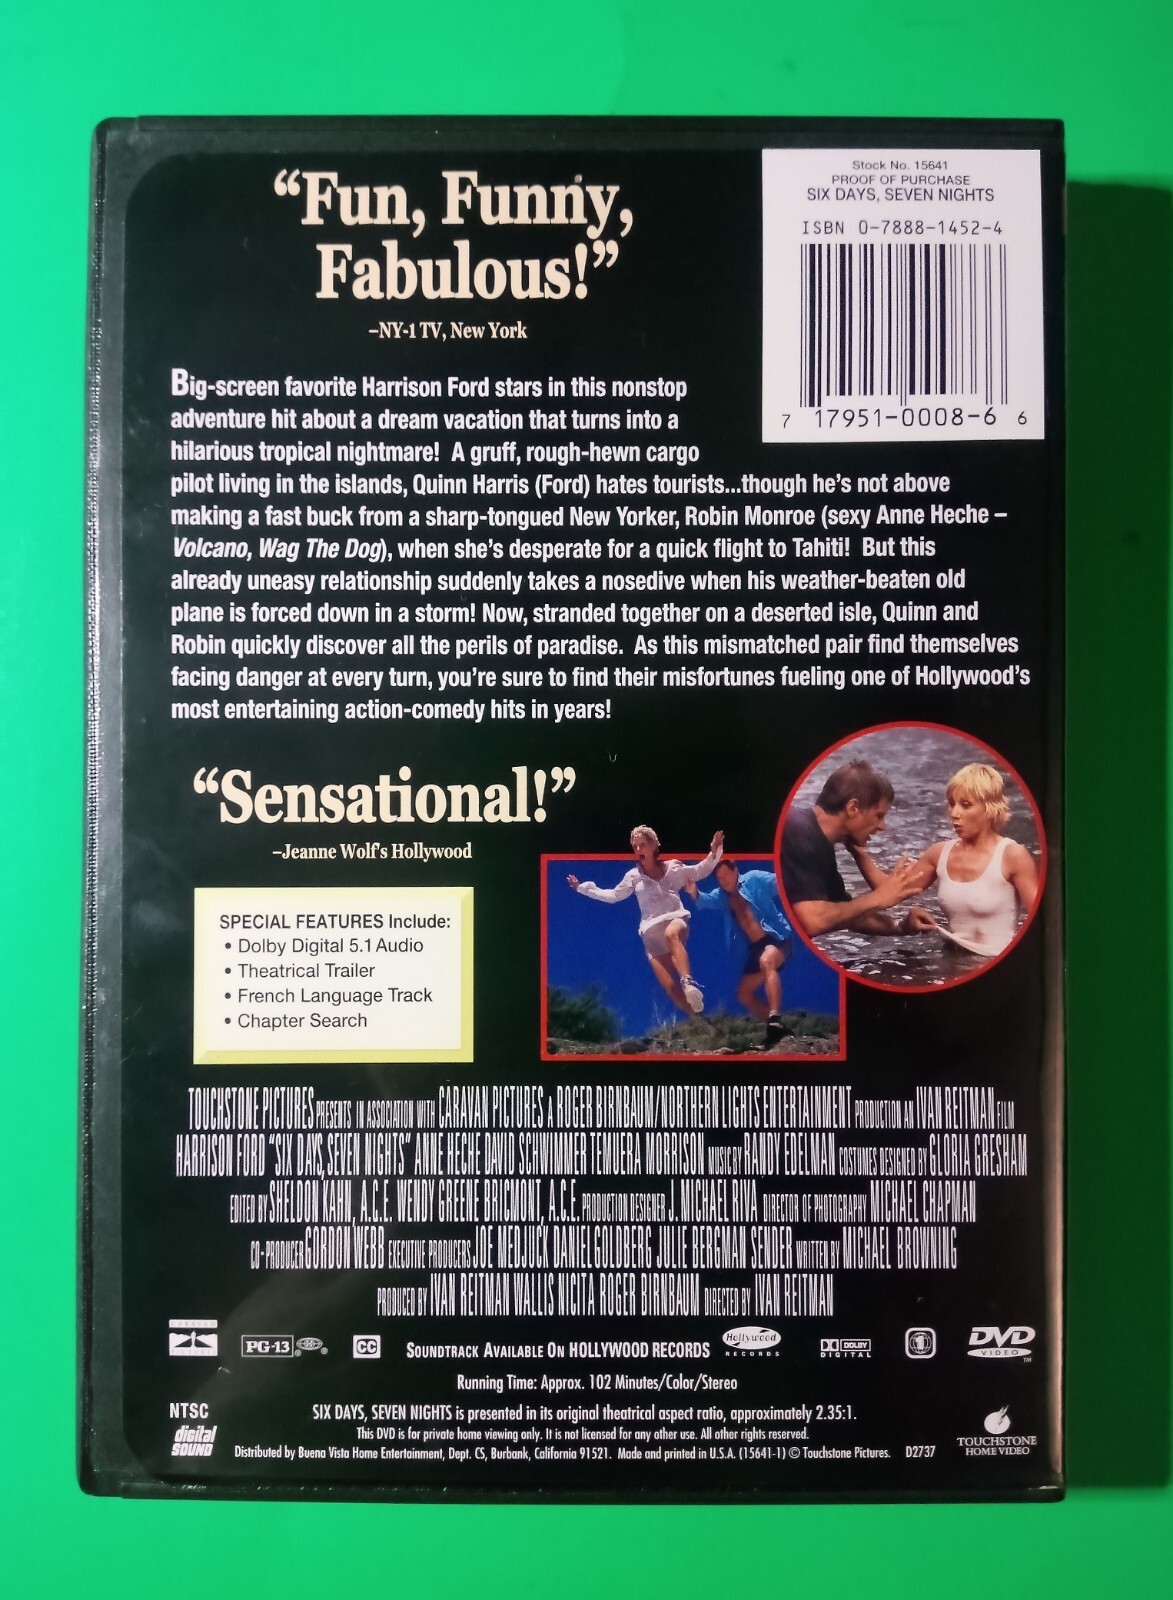 “Fun, Funny,
Fabulous!”
–NY-1 TV, New York
Stock No. 15641
PROOF OF PURCHASE
SIX DAYS, SEVEN NIGHTS
ISBN 0-7888-1452-4
7 17951-0008-6 6
Big-screen favorite Harrison Ford stars in this nonstop
adventure hit about a dream vacation that turns into a
hilarious tropical nightmare! A gruff, rough-hewn cargo
pilot living in the islands, Quinn Harris (Ford) hates tourists...though he's not above
making a fast buck from a sharp-tongued New Yorker, Robin Monroe (sexy Anne Heche –
Volcano, Wag The Dog), when she's desperate for a quick flight to Tahiti! But this
already uneasy relationship suddenly takes a nosedive when his weather-beaten old
plane is forced down in a storm! Now, stranded together on a deserted isle, Quinn and
Robin quickly discover all the perils of paradise. As this mismatched pair find themselves
facing danger at every turn, you're sure to find their misfortunes fueling one of Hollywood's
most entertaining action-comedy hits in years!
“Sensational!”
–Jeanne Wolf's Hollywood
SPECIAL FEATURES Include:
• Dolby Digital 5.1 Audio
• Theatrical Trailer
• French Language Track
• Chapter Search
TOUCHSTONE PICTURES PRESENTS IN ASSOCIATION WITH CARAVAN PICTURES A ROGER BIRNBAUM/NORTHERN LIGHTS ENTERTAINMENT PRODUCTION AN IVAN REITMAN FILM
HARRISON FORD "SIX DAYS, SEVEN NIGHTS" ANNE HECHE DAVID SCHWIMMER TEMUERA MORRISON MUSIC BY RANDY EDELMAN COSTUMES DESIGNED BY GLORIA GRESHAM
EDITED BY SHELDON KAHN, A.C.E. WENDY GREENE BRICMONT, A.C.E. PRODUCTION DESIGNER J. MICHAEL RIVA DIRECTOR OF PHOTOGRAPHY MICHAEL CHAPMAN
CO-PRODUCER GORDON WEBB EXECUTIVE PRODUCERS JOE MEDJUCK DANIEL GOLDBERG JULIE BERGMAN SENDER WRITTEN BY MICHAEL BROWNING
PRODUCED BY IVAN REITMAN WALLIS NICITA ROGER BIRNBAUM DIRECTED BY IVAN REITMAN
CARAVAN PICTURES
PG-13
CC
SOUNDTRACK AVAILABLE ON HOLLYWOOD RECORDS
Hollywood RECORDS
DOLBY DIGITAL
1
DVD VIDEO™
Running Time: Approx. 102 Minutes/Color/Stereo
NTSC
digital SOUND
SIX DAYS, SEVEN NIGHTS is presented in its original theatrical aspect ratio, approximately 2.35:1.
This DVD is for private home viewing only. It is not licensed for any other use. All other rights reserved.
Distributed by Buena Vista Home Entertainment, Dept. CS, Burbank, California 91521. Made and printed in U.S.A. (15641-1) © Touchstone Pictures. D2737
TOUCHSTONE
HOME VIDEO